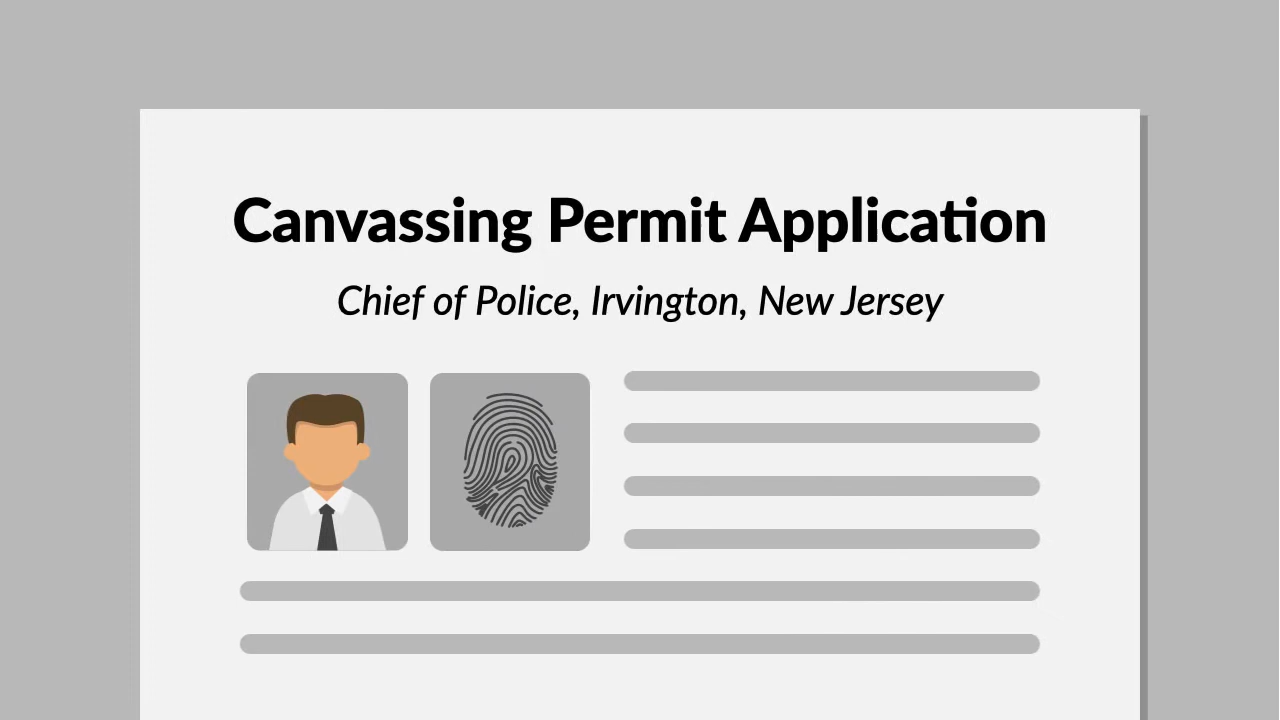 Canvassing Permit Application
Chief of Police, Irvington, New Jersey